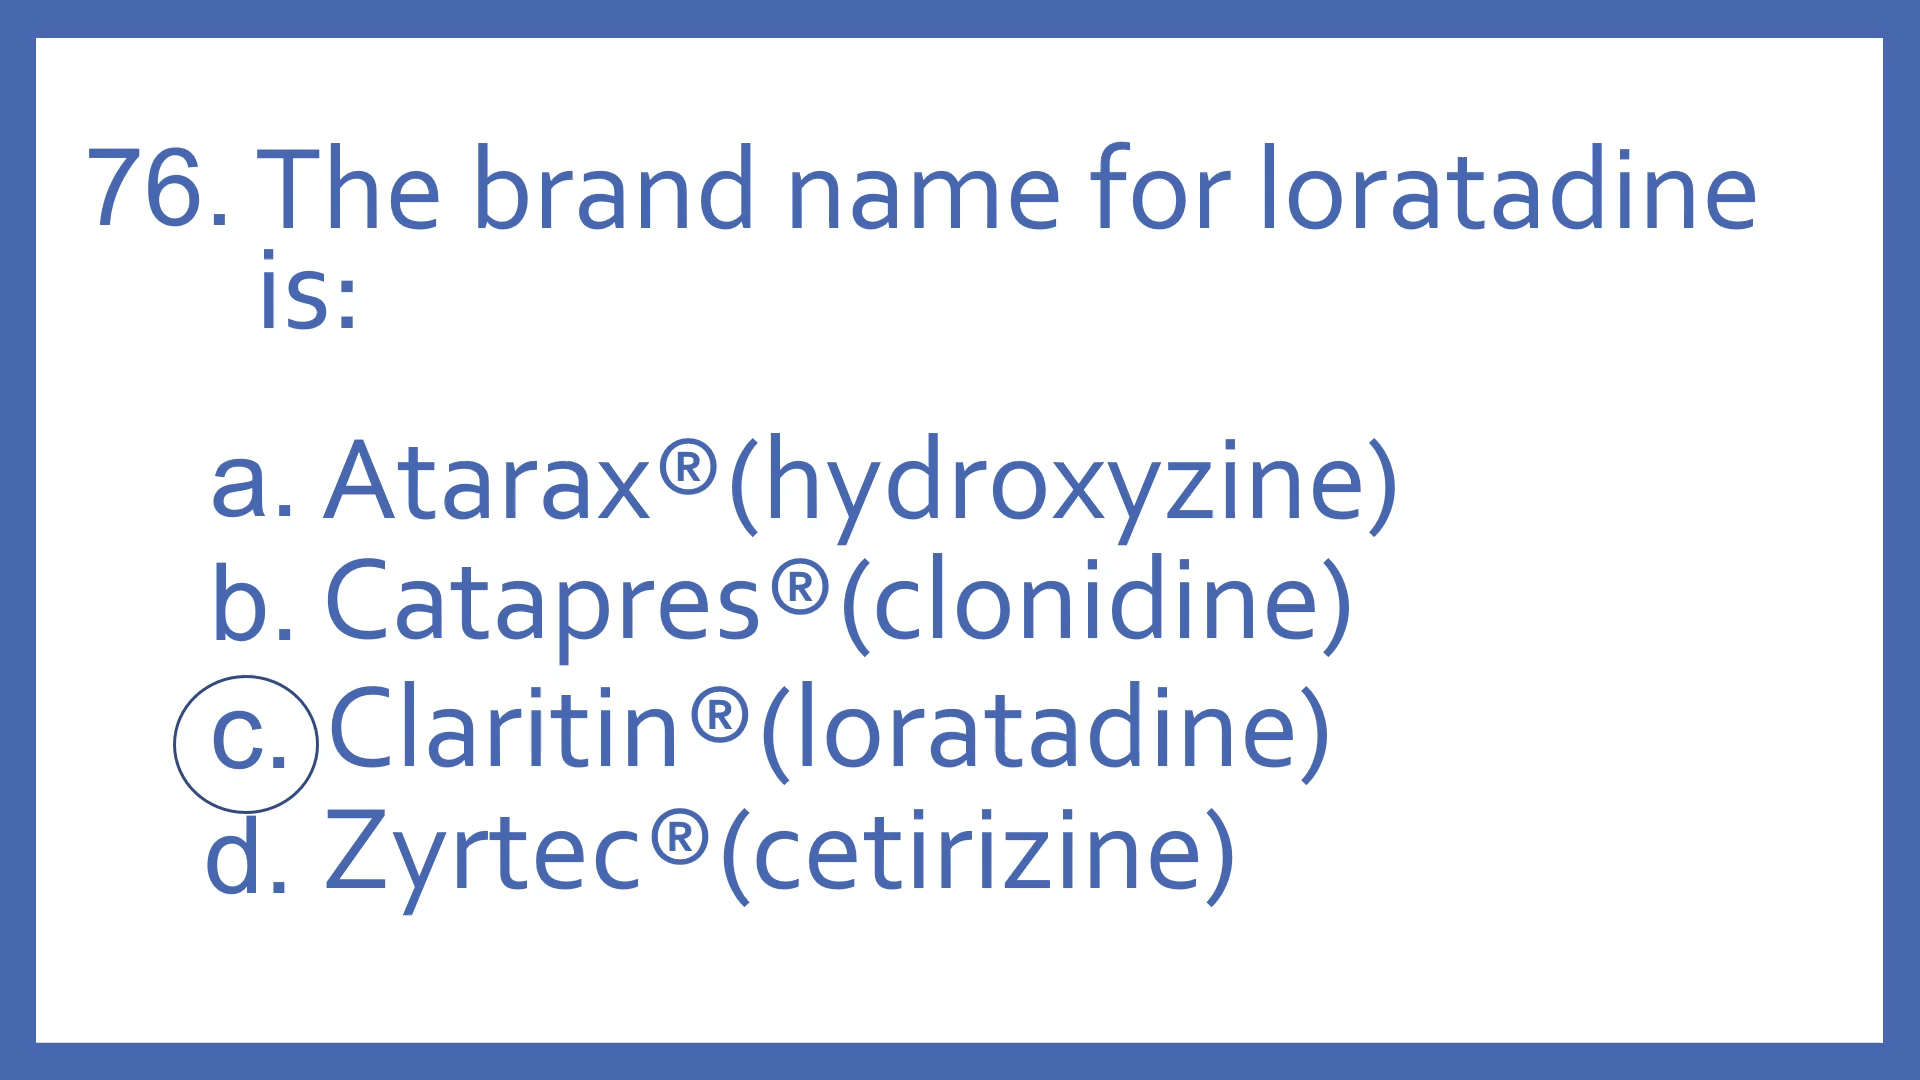 76. The brand name for loratadine
is:
a. Atarax®(hydroxyzine)
b. Catapres®(clonidine)
c. Claritin®(loratadine)
d. Zyrtec®(cetirizine)